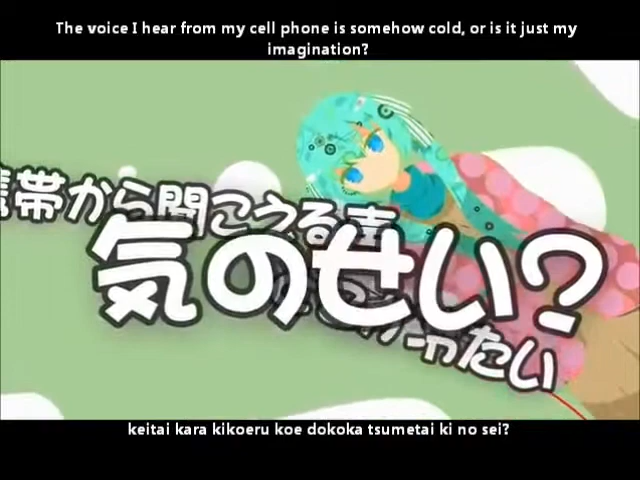 The voice I hear from my cell phone is somehow cold, or is it just my
imagination?
携帯から聞こえる声
気のせい?
めたい
keitai kara kikoeru koe dokoka tsumetai ki no sei?